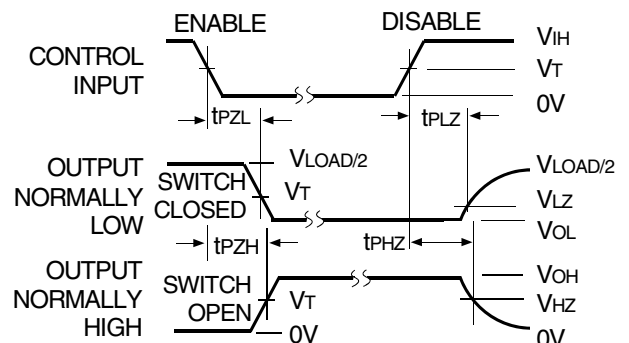 ENABLE
DISABLE
CONTROL
INPUT
VIH
VT
0V
tPZL
tPLZ
OUTPUT
NORMALLY
LOW
SWITCH
CLOSED
VLOAD/2
VT
VLOAD/2
VLZ
VOL
tPZH
tPHZ
OUTPUT
NORMALLY
HIGH
SWITCH
OPEN
VT
0V
VOH
VHZ
0V